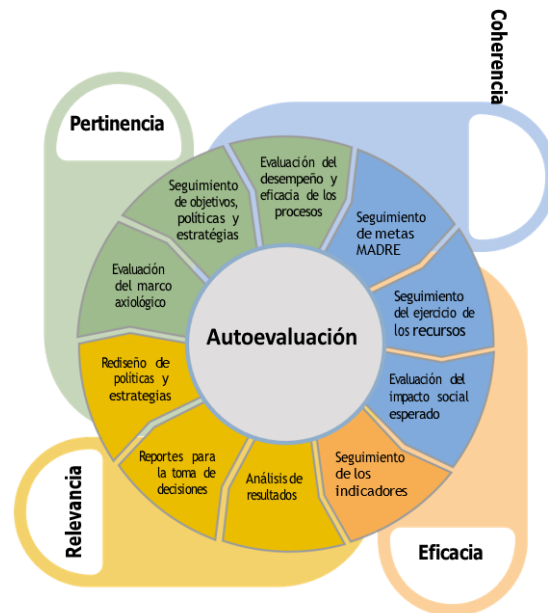 Coherencia
Pertinencia
Evaluación del
desempeño y
eficacia de los
procesos
Seguimiento
de metas
MADRE
Seguimiento
del ejercicio de
los recursos
Evaluación del
impacto social
esperado
Seguimiento
de los
indicadores
Análisis de
resultados
Reportes para
la toma de
decisiones
Rediseño de
políticas y
estrategias
Evaluación
del marco
axiológico
Seguimiento
de objetivos,
políticas y
estratégias
Autoevaluación
Relevancia
Eficacia